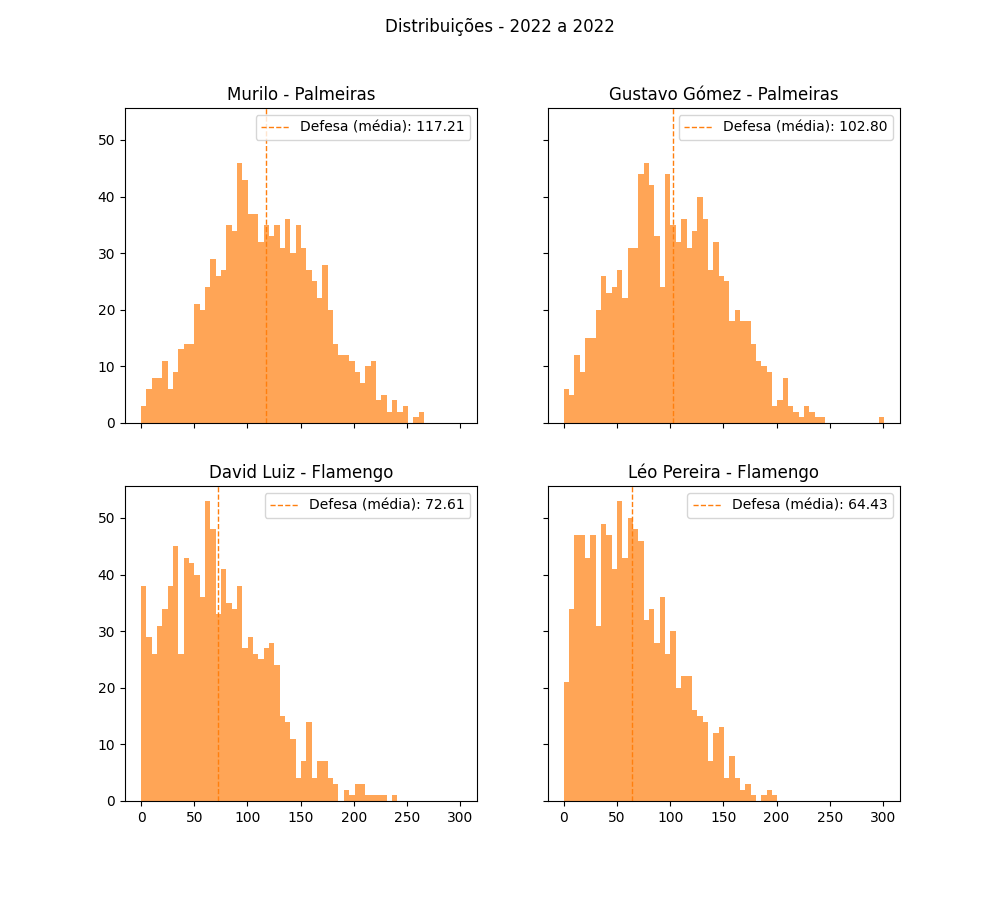 Distribuições - 2022 a 2022
Murilo - Palmeiras
Defesa (média): 117.21
50
40
30
20
10
0
Gustavo Gómez - Palmeiras
Defesa (média): 102.80
David Luiz - Flamengo
Defesa (média): 72.61
50
40
30
20
10
0
0 50 100 150 200 250 300
Léo Pereira - Flamengo
Defesa (média): 64.43
0 50 100 150 200 250 300